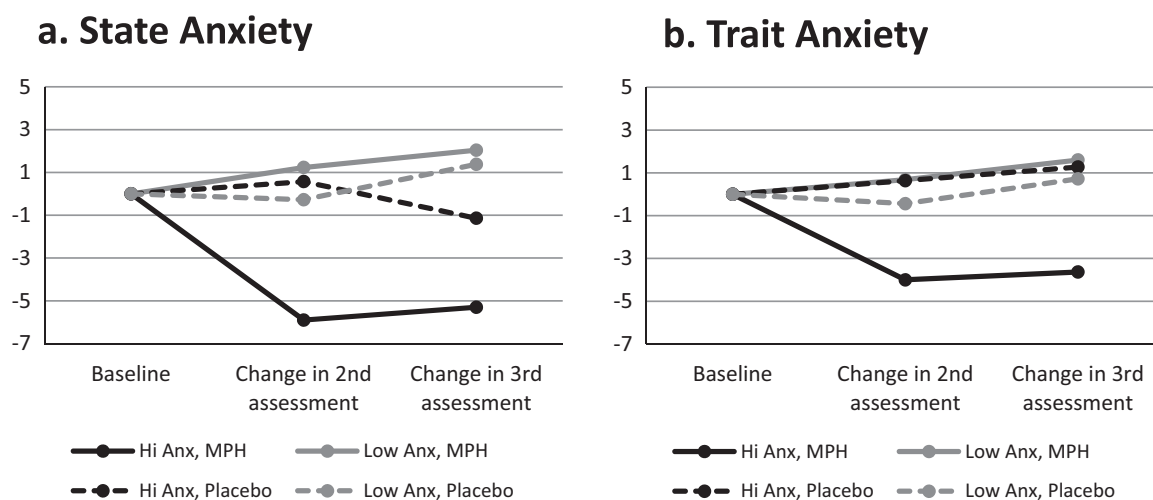 a. State Anxiety
5
3
1
-1
-3
-5
-7
Baseline
Change in 2nd
assessment
Change in 3rd
assessment
Hi Anx, MPH
Low Anx, MPH
Hi Anx, Placebo
Low Anx, Placebo
b. Trait Anxiety
5
3
1
-1
-3
-5
-7
Baseline
Change in 2nd
assessment
Change in 3rd
assessment
Hi Anx, MPH
Low Anx, MPH
Hi Anx, Placebo
Low Anx, Placebo